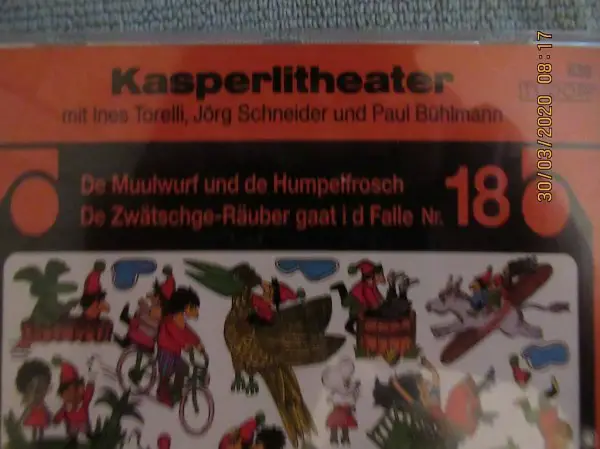 Kasperlitheater
mit Ines Torelli, Jörg Schneider und Paul Bühlmann
De Muulwurf und de Humpelfrosch
De Zwätschge-Räuber gaat i d Falle Nr. 18
30/03/2020 08:17